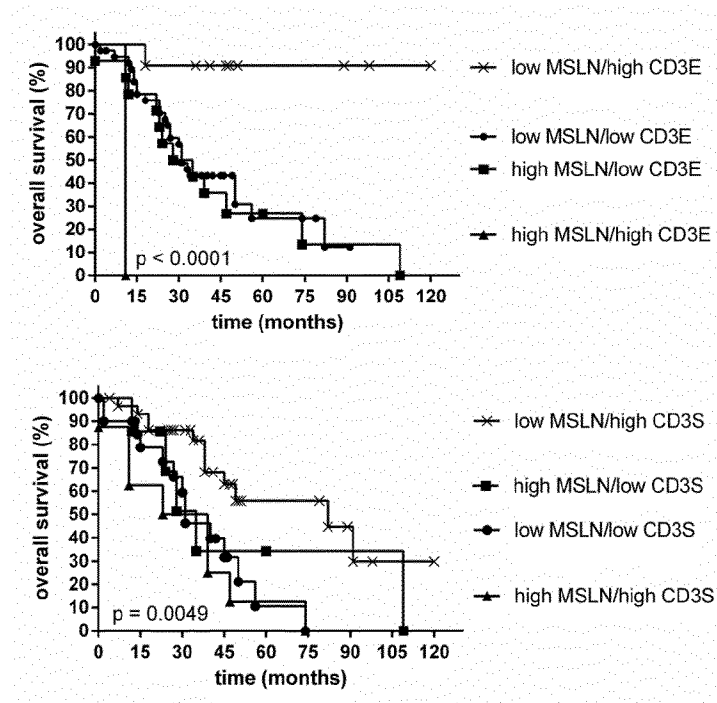 100
90
80
70
60
50
40
30
20
10
0
overall survival (%)
p < 0.0001
0 15 30 45 60 75 90 105 120
time (months)
low MSLN/high CD3E
low MSLN/low CD3E
high MSLN/low CD3E
high MSLN/high CD3E
100
90
80
70
60
50
40
30
20
10
0
overall survival (%)
p = 0.0049
0 15 30 45 60 75 90 105 120
time (months)
low MSLN/high CD3S
high MSLN/low CD3S
low MSLN/low CD3S
high MSLN/high CD3S